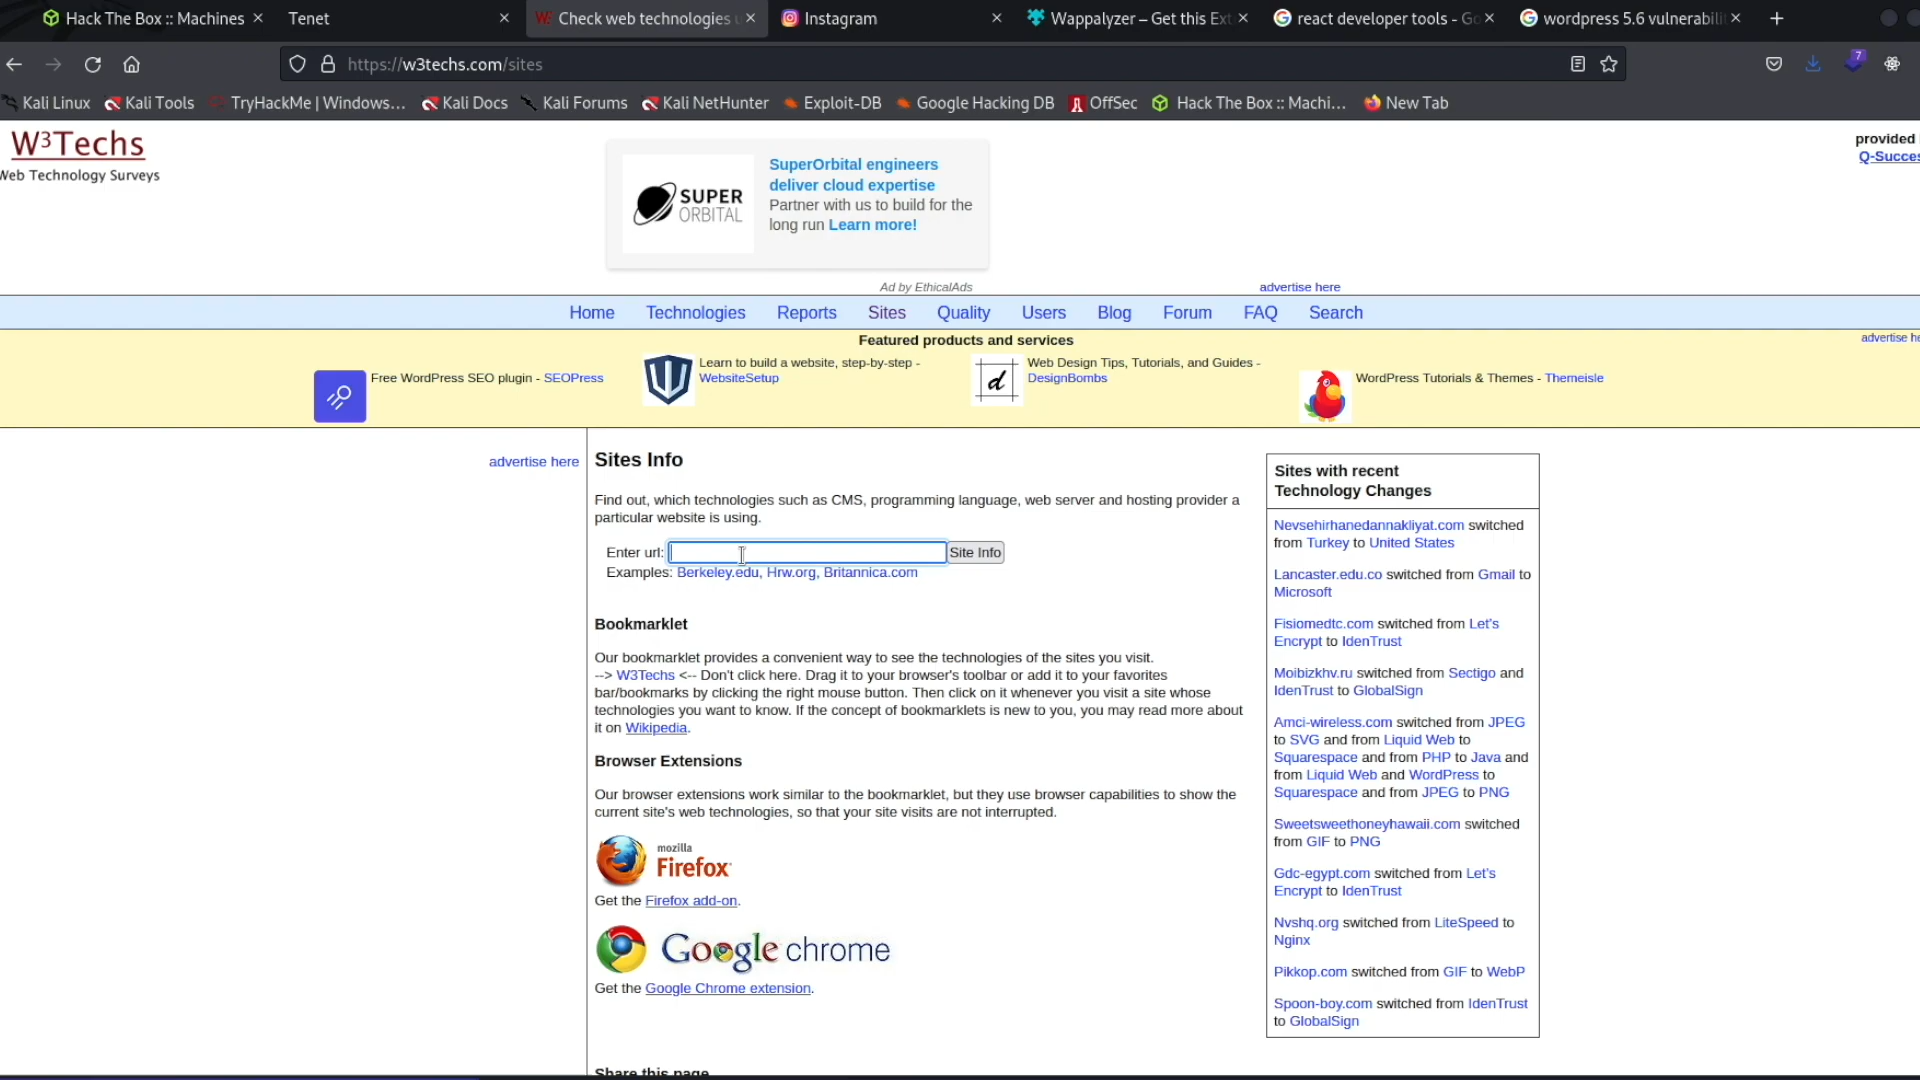 Hack The Box :: Machines
Tenet
Check web technologies
Instagram
Wappalyzer – Get this Ext
react developer tools - Go
wordpress 5.6 vulnerabili
https://w3techs.com/sites
7
Kali Linux
Kali Tools
TryHackMe | Windows...
Kali Docs
Kali Forums
Kali NetHunter
Exploit-DB
Google Hacking DB
OffSec
Hack The Box :: Machi...
New Tab
W3Techs
Web Technology Surveys
SUPER
ORBITAL
SuperOrbital engineers
deliver cloud expertise
Partner with us to build for the
long run Learn more!
provided
Q-Succes
Ad by EthicalAds
advertise here
Home Technologies Reports Sites Quality Users Blog Forum FAQ Search
Featured products and services
advertise he
Free WordPress SEO plugin - SEOPress
Learn to build a website, step-by-step -
WebsiteSetup
d
Web Design Tips, Tutorials, and Guides -
DesignBombs
WordPress Tutorials & Themes - Themeisle
advertise here
Sites Info
Find out, which technologies such as CMS, programming language, web server and hosting provider a
particular website is using.
Enter url:
Site Info
Examples: Berkeley.edu, Hrw.org, Britannica.com
Bookmarklet
Our bookmarklet provides a convenient way to see the technologies of the sites you visit.
--> W3Techs <-- Don't click here. Drag it to your browser's toolbar or add it to your favorites
bar/bookmarks by clicking the right mouse button. Then click on it whenever you visit a site whose
technologies you want to know. If the concept of bookmarklets is new to you, you may read more about
it on Wikipedia.
Browser Extensions
Our browser extensions work similar to the bookmarklet, but they use browser capabilities to show the
current site's web technologies, so that your site visits are not interrupted.
mozilla
Firefox
Get the Firefox add-on.
Google chrome
Get the Google Chrome extension.
Share this page
Sites with recent
Technology Changes
Nevsehirhanedannakliyat.com switched
from Turkey to United States
Lancaster.edu.co switched from Gmail to
Microsoft
Fisiomedtc.com switched from Let's
Encrypt to IdenTrust
Moibizkhv.ru switched from Sectigo and
IdenTrust to GlobalSign
Amci-wireless.com switched from JPEG
to SVG and from Liquid Web to
Squarespace and from PHP to Java and
from Liquid Web and WordPress to
Squarespace and from JPEG to PNG
Sweetsweethoneyhawaii.com switched
from GIF to PNG
Gdc-egypt.com switched from Let's
Encrypt to IdenTrust
Nvshq.org switched from LiteSpeed to
Nginx
Pikkop.com switched from GIF to WebP
Spoon-boy.com switched from IdenTrust
to GlobalSign